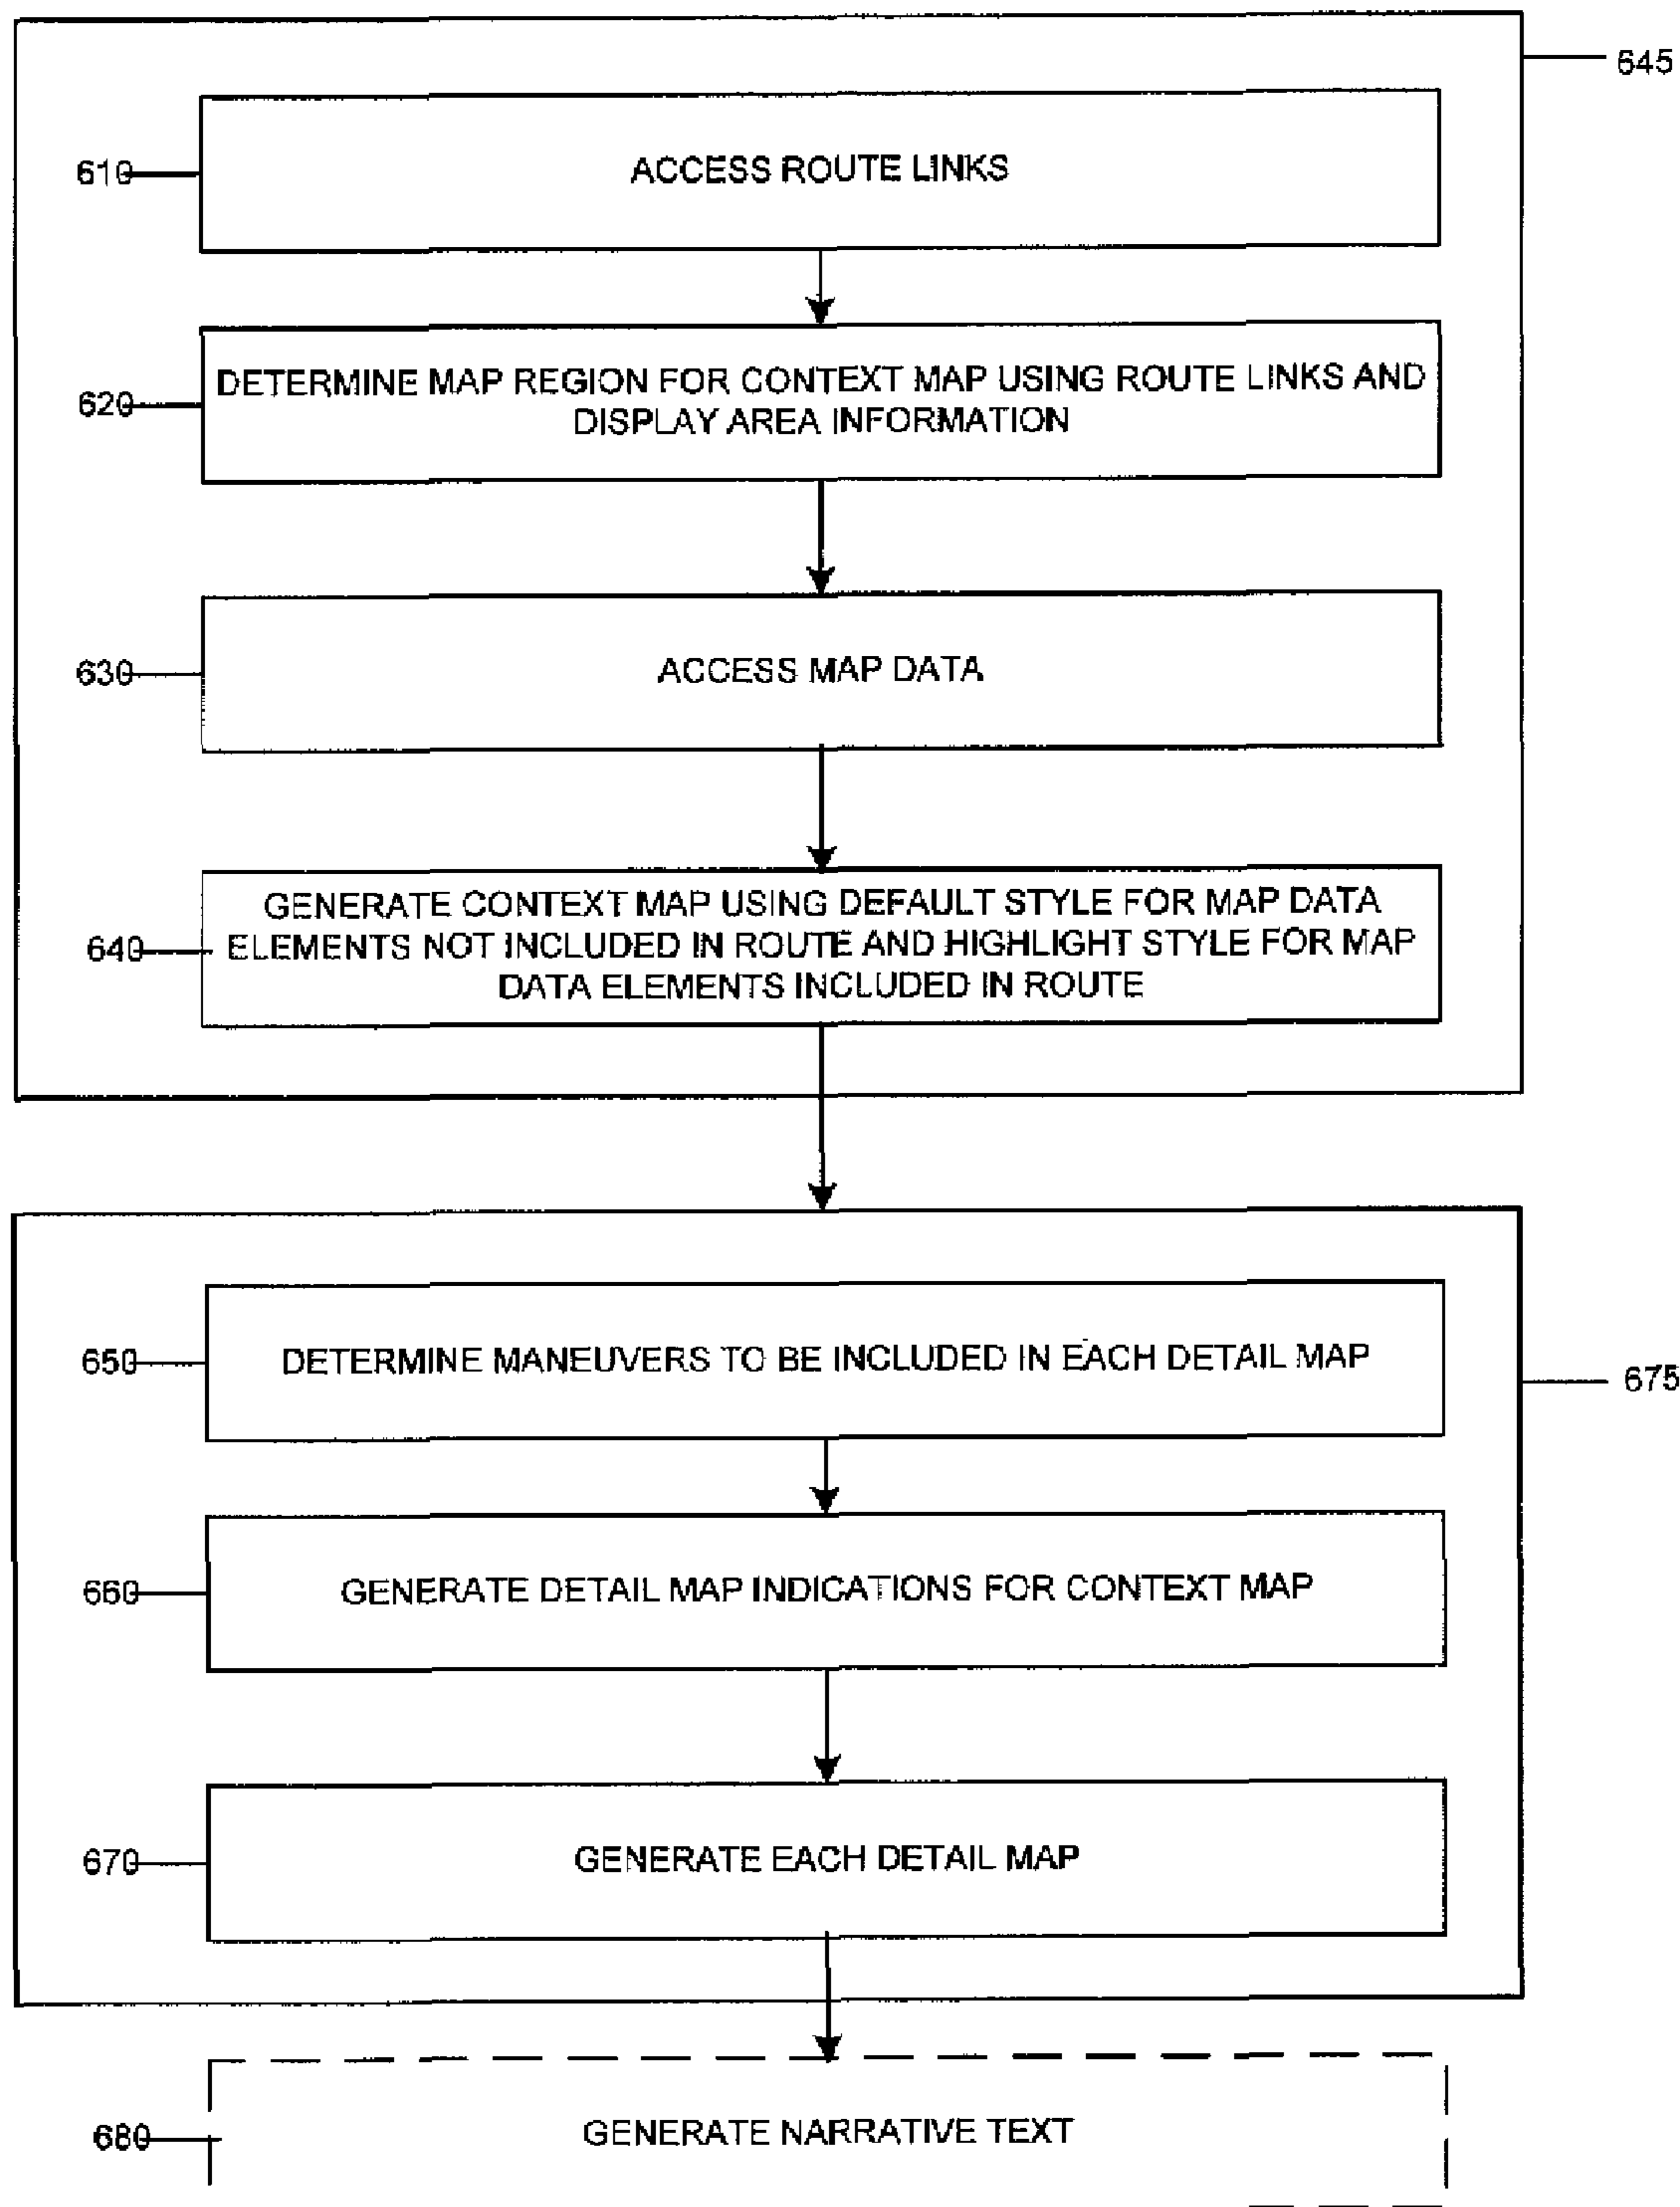 645
610
ACCESS ROUTE LINKS
620
DETERMINE MAP REGION FOR CONTEXT MAP USING ROUTE LINKS AND
DISPLAY AREA INFORMATION
630
ACCESS MAP DATA
640
GENERATE CONTEXT MAP USING DEFAULT STYLE FOR MAP DATA
ELEMENTS NOT INCLUDED IN ROUTE AND HIGHLIGHT STYLE FOR MAP
DATA ELEMENTS INCLUDED IN ROUTE
650
DETERMINE MANEUVERS TO BE INCLUDED IN EACH DETAIL MAP
675
660
GENERATE DETAIL MAP INDICATIONS FOR CONTEXT MAP
670
GENERATE EACH DETAIL MAP
680
GENERATE NARRATIVE TEXT